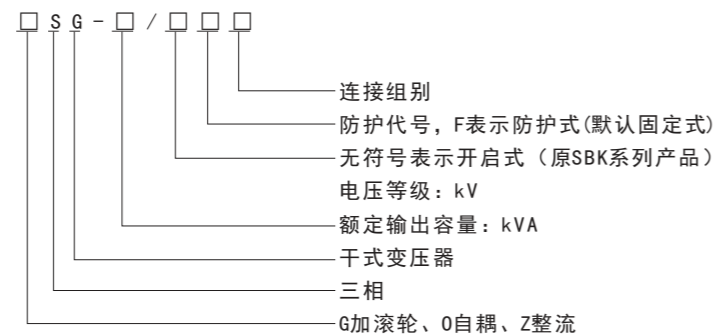 □SG-□/□□□
连接组别
防护代号，F表示防护式(默认固定式)
无符号表示开启式（原SBK系列产品）
电压等级：kV
额定输出容量：kVA
干式变压器
三相
G加滚轮、O自耦、Z整流